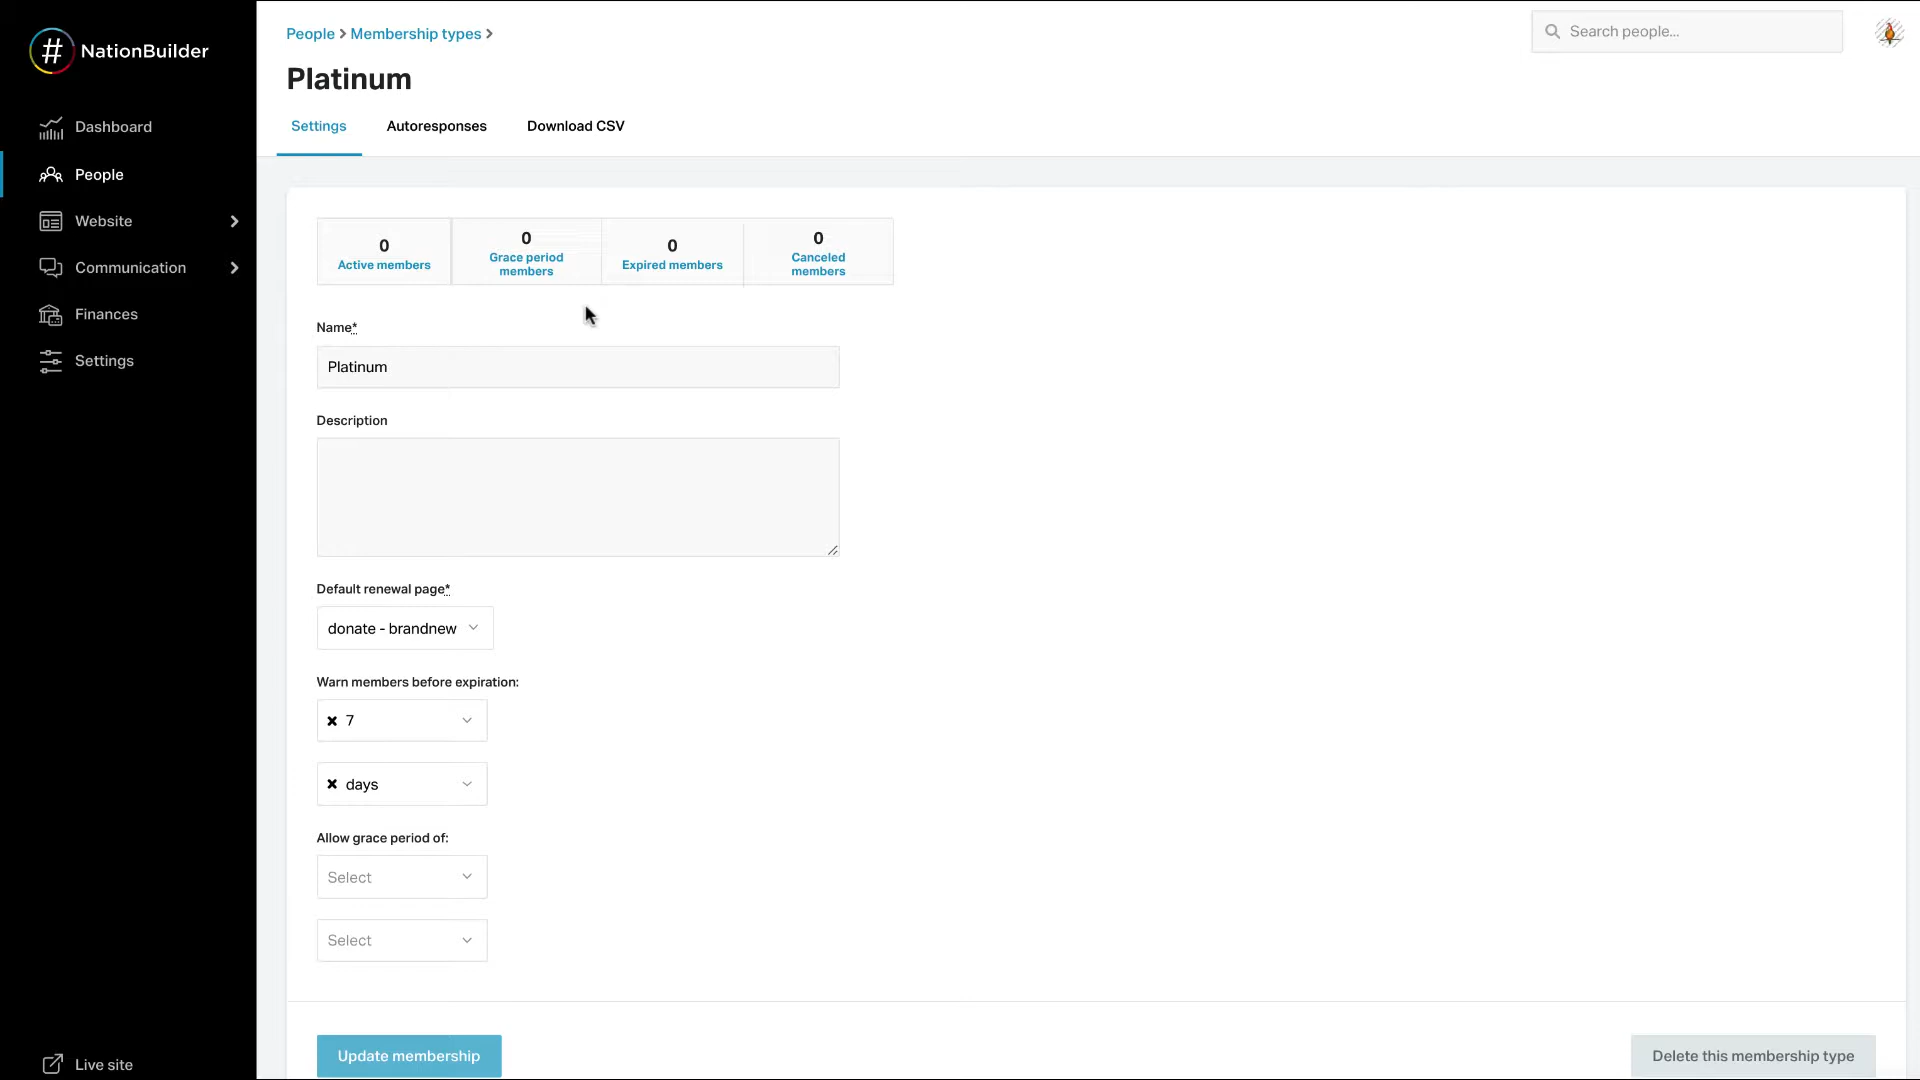 # NationBuilder
Dashboard
People
Website
Communication
Finances
Settings
Live site
People > Membership types >
Search people...
Platinum
Settings Autoresponses Download CSV
0
Active members
0
Grace period
members
0
Expired members
0
Canceled
members
Name*
Platinum
Description
Default renewal page*
donate - brandnew
Warn members before expiration:
7
days
Allow grace period of:
Select
Select
Update membership
Delete this membership type